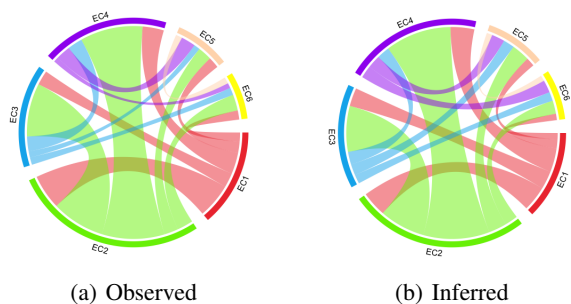 EC4
EC5
EC6
EC3
EC1
EC2
EC4
EC5
EC6
EC3
EC1
EC2
(a) Observed
(b) Inferred